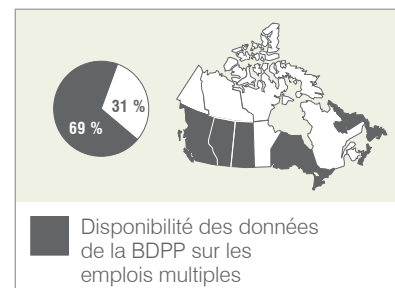 31 %
69 %
Disponibilité des données
de la BDPP sur les
emplois multiples